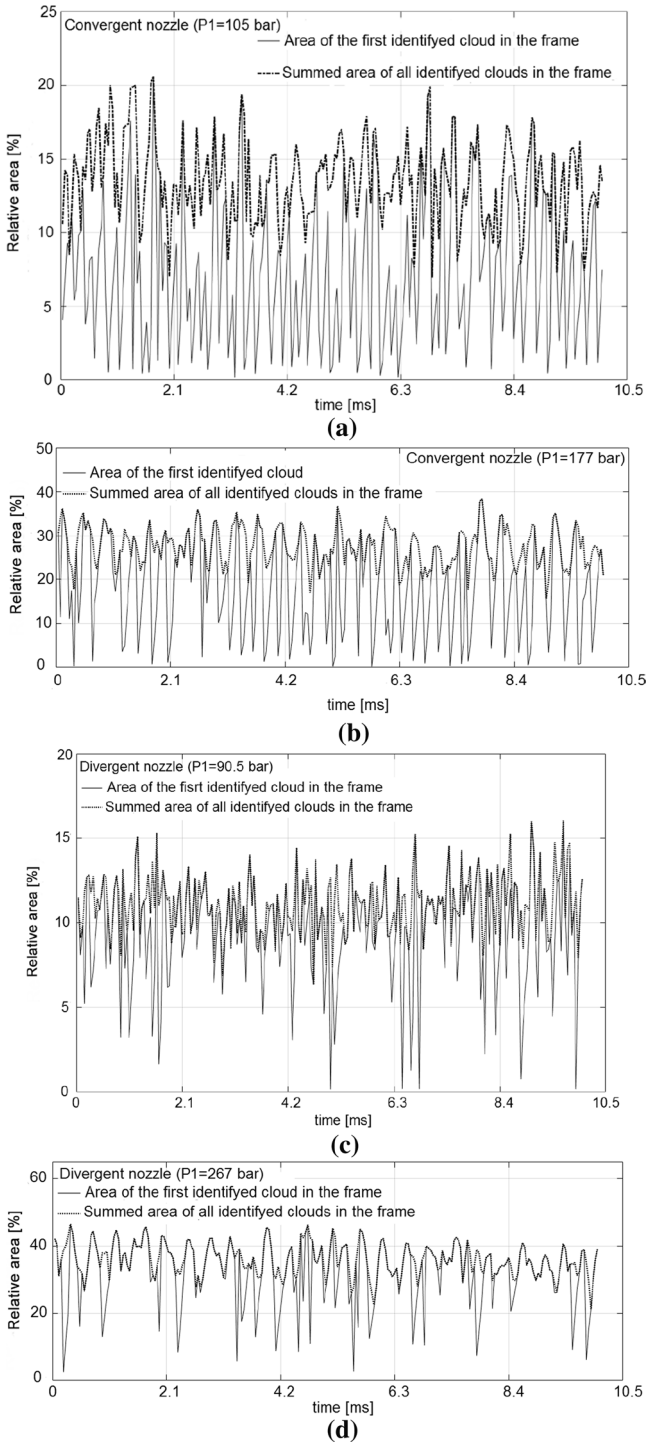 Convergent nozzle (P1=105 bar)
Area of the first identifyed cloud in the frame
Summed area of all identifyed clouds in the frame
Relative area [%]
25
20
15
10
5
0
0 2.1 4.2 6.3 8.4 10.5
time [ms]
(a)
Convergent nozzle (P1=177 bar)
Area of the first identifyed cloud
Summed area of all identifyed clouds in the frame
Relative area [%]
50
40
30
20
10
0
0 2.1 4.2 6.3 8.4 10.5
time [ms]
(b)
Divergent nozzle (P1=90.5 bar)
Area of the fisrt identifyed cloud in the frame
Summed area of all identifyed clouds in the frame
Relative area [%]
20
15
10
5
0
0 2.1 4.2 6.3 8.4 10.5
time [ms]
(c)
Divergent nozzle (P1=267 bar)
Area of the first identifyed cloud in the frame
Summed area of all identifyed clouds in the frame
Relative area [%]
60
40
20
0
0 2.1 4.2 6.3 8.4 10.5
time [ms]
(d)